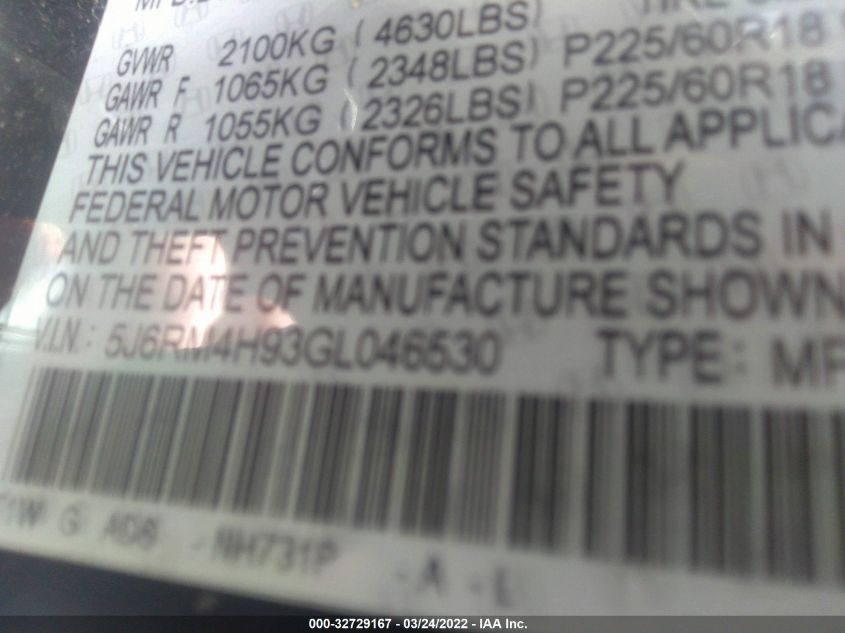 GVWR 2100KG ( 4630LBS)
GAWR F 1065KG ( 2348LBS) P225/60R18
GAWR R 1055KG ( 2326LBS) P225/60R18
THIS VEHICLE CONFORMS TO ALL APPLICA
FEDERAL MOTOR VEHICLE SAFETY
AND THEFT PREVENTION STANDARDS IN
ON THE DATE OF MANUFACTURE SHOWN
V.I.N.: 5J6RM4H93GL046530 TYPE: MP
T1W G AD6 -NH731P -A -L
000-32729167 - 03/24/2022 - IAA Inc.